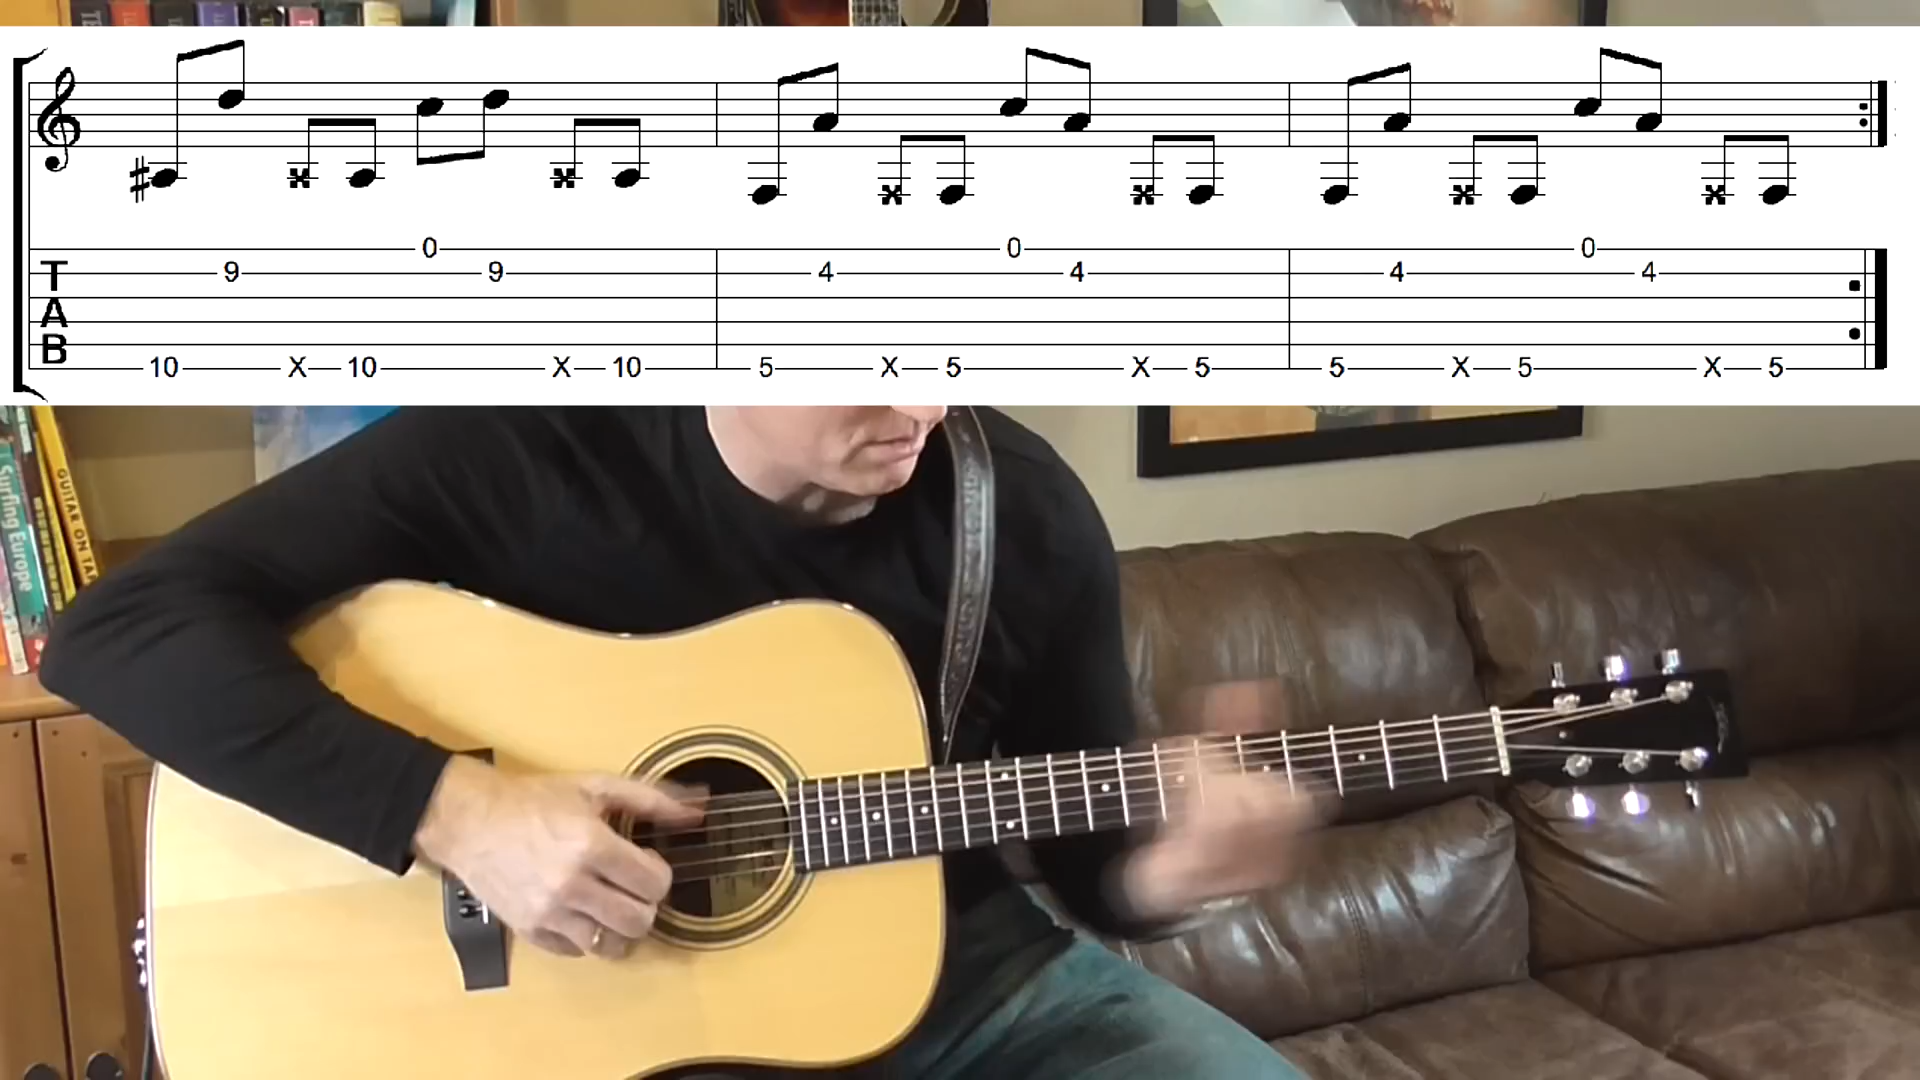 0 0 0
T 9 9 4 4 4 4
A
B
10 X 10 X 10 5 X 5 X 5 5 X 5 X 5
Surfing Europe
GUITAR ON TAP